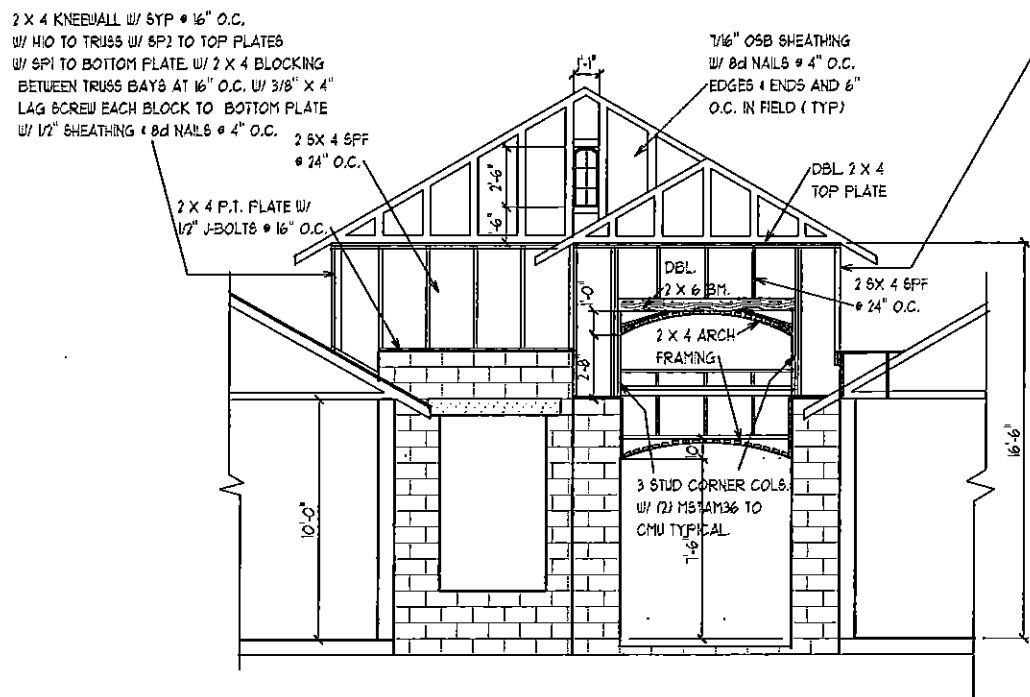 2 X 4 KNEEWALL W/ SYP @ 16" O.C.
W/ H10 TO TRUSS W/ SP2 TO TOP PLATES
W/ SP1 TO BOTTOM PLATE W/ 2 X 4 BLOCKING
BETWEEN TRUSS BAYS AT 16" O.C. W/ 3/8" X 4"
LAG SCREW EACH BLOCK TO BOTTOM PLATE
W/ 1/2" SHEATHING & 8d NAILS @ 4" O.C.
2 SX 4 SPF
@ 24" O.C.
2 X 4 P.T. PLATE W/
1/2" J-BOLTS @ 16" O.C.
1'-1"
7/16" OSB SHEATHING
W/ 8d NAILS @ 4" O.C.
EDGES & ENDS AND 6"
O.C. IN FIELD (TYP)
DBL. 2 X 4
TOP PLATE
2'-6"
DBL.
2 X 6 BM.
2 SX 4 SPF
@ 24" O.C.
1'-0"
2 X 4 ARCH
FRAMING
2'-8"
3 STUD CORNER COLS.
W/ (2) MSTAM36 TO
CMU TYPICAL
10"
10'-0"
16'-6"